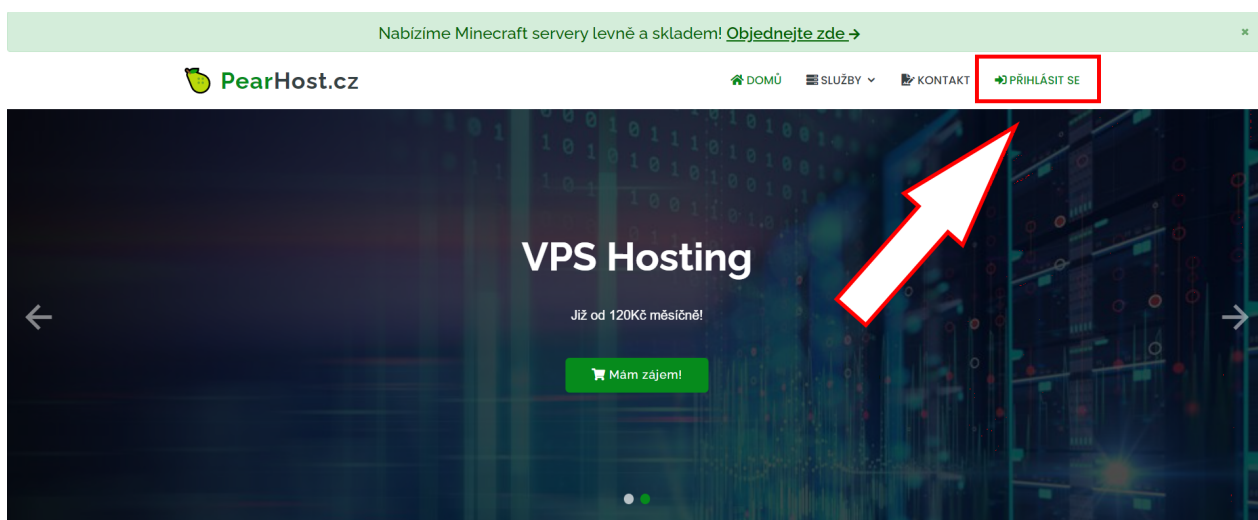 Nabízíme Minecraft servery levně a skladem! Objednejte zde →
×
PearHost.cz
DOMŮ
SLUŽBY
KONTAKT
PŘIHLÁSIT SE
VPS Hosting
Již od 120Kč měsíčně!
Mám zájem!